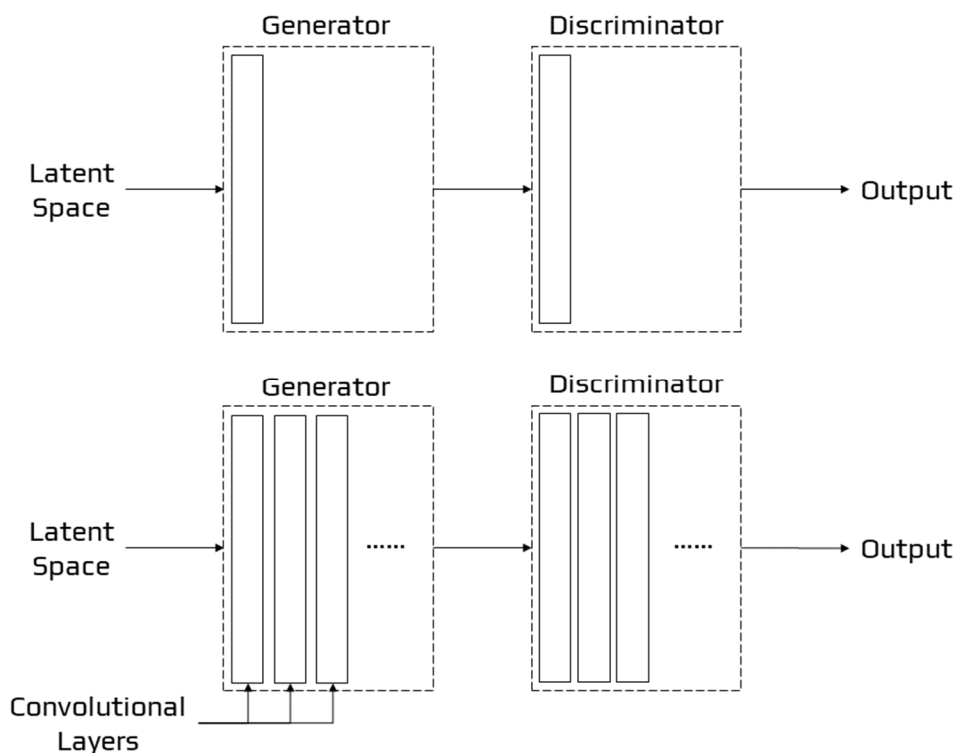 Generator
Discriminator
Latent
Space
Output
Generator
Discriminator
Latent
Space
......
......
Output
Convolutional
Layers